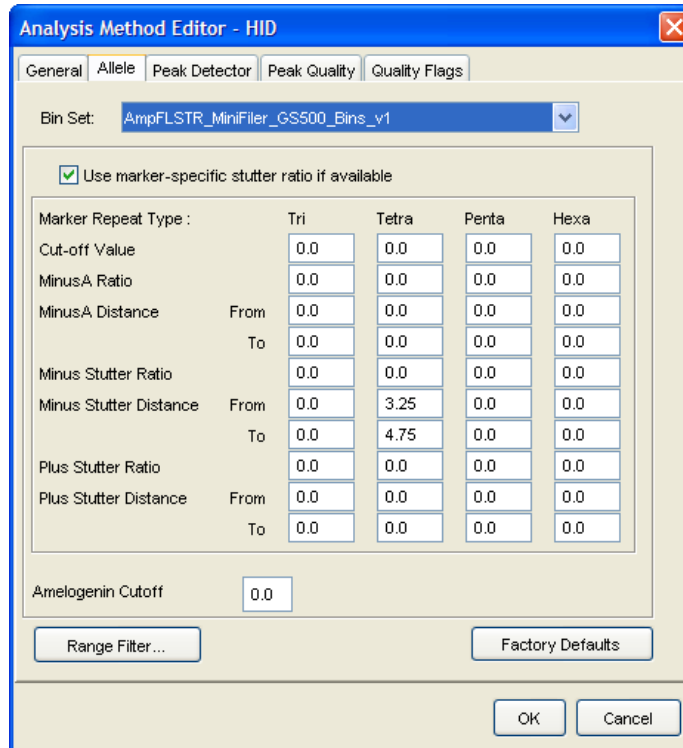 Analysis Method Editor - HID
General Allele Peak Detector Peak Quality Quality Flags
Bin Set: AmpFLSTR_MiniFiler_GS500_Bins_v1
Use marker-specific stutter ratio if available
Marker Repeat Type : Tri Tetra Penta Hexa
Cut-off Value 0.0 0.0 0.0 0.0
MinusA Ratio 0.0 0.0 0.0 0.0
MinusA Distance From 0.0 0.0 0.0 0.0
To 0.0 0.0 0.0 0.0
Minus Stutter Ratio 0.0 0.0 0.0 0.0
Minus Stutter Distance From 0.0 3.25 0.0 0.0
To 0.0 4.75 0.0 0.0
Plus Stutter Ratio 0.0 0.0 0.0 0.0
Plus Stutter Distance From 0.0 0.0 0.0 0.0
To 0.0 0.0 0.0 0.0
Amelogenin Cutoff 0.0
Range Filter... Factory Defaults
OK Cancel